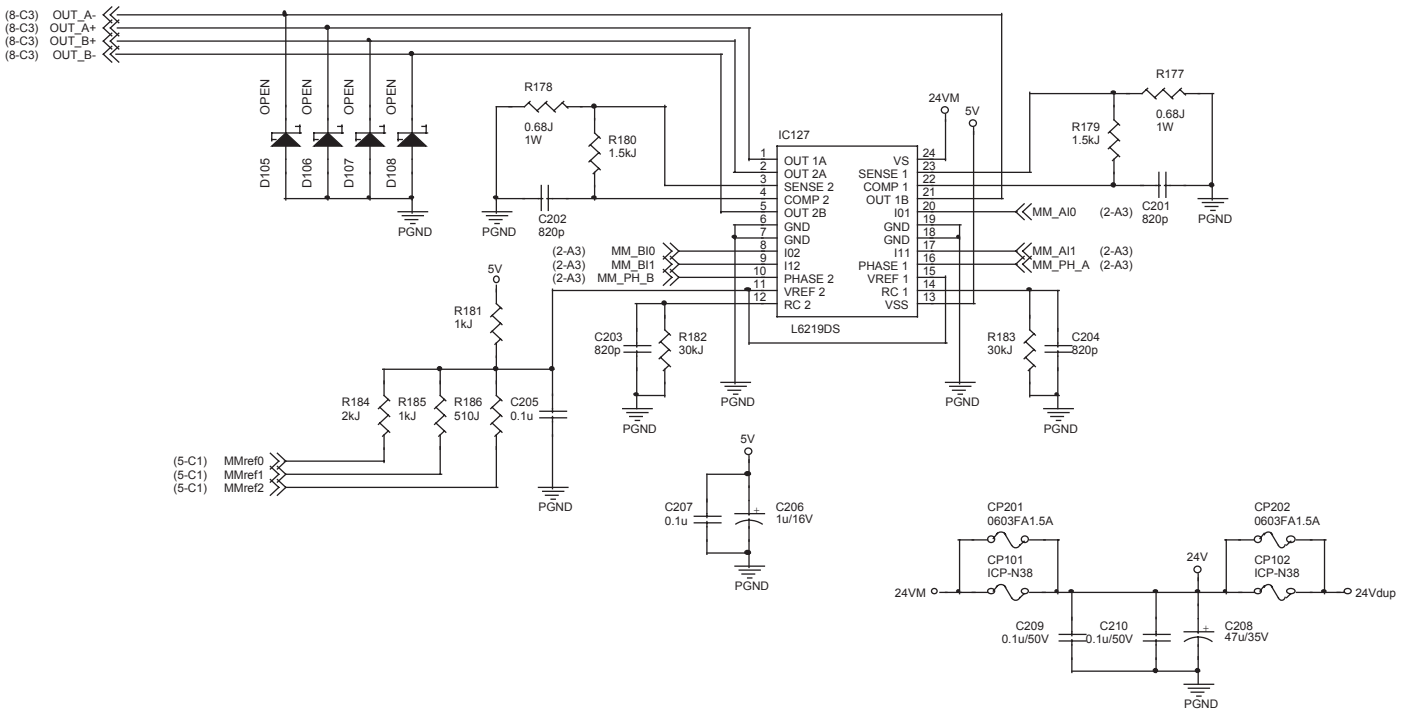 (8-C3) OUT_A-
(8-C3) OUT_A+
(8-C3) OUT_B+
(8-C3) OUT_B-
OPEN
OPEN
OPEN
OPEN
D105
D106
D107
D108
PGND
R178
0.68J
1W
R180
1.5kJ
C202
820p
PGND
24VM
5V
R177
0.68J
1W
R179
1.5kJ
C201
820p
PGND
IC127
1 OUT 1A
2 OUT 2A
3 SENSE 2
4 COMP 2
5 OUT 2B
6 GND
7 GND
8 I02
9 I12
10 PHASE 2
11 VREF 2
12 RC 2
VS 24
SENSE 1 23
COMP 1 22
OUT 1B 21
I01 20
GND 19
GND 18
I11 17
PHASE 1 16
VREF 1 15
RC 1 14
VSS 13
L6219DS
(2-A3) MM_BI0
(2-A3) MM_BI1
(2-A3) MM_PH_B
MM_AI0 (2-A3)
MM_AI1 (2-A3)
MM_PH_A (2-A3)
5V
R181
1kJ
R184
2kJ
R185
1kJ
R186
510J
C205
0.1u
(5-C1) MMref0
(5-C1) MMref1
(5-C1) MMref2
PGND
C203
820p
R182
30kJ
PGND
PGND
PGND
R183
30kJ
C204
820p
PGND
5V
C207
0.1u
+
C206
1u/16V
PGND
CP201
0603FA1.5A
CP101
ICP-N38
24VM
CP202
0603FA1.5A
CP102
ICP-N38
24V
24Vdup
C209
0.1u/50V
C210
0.1u/50V
+
C208
47u/35V
PGND